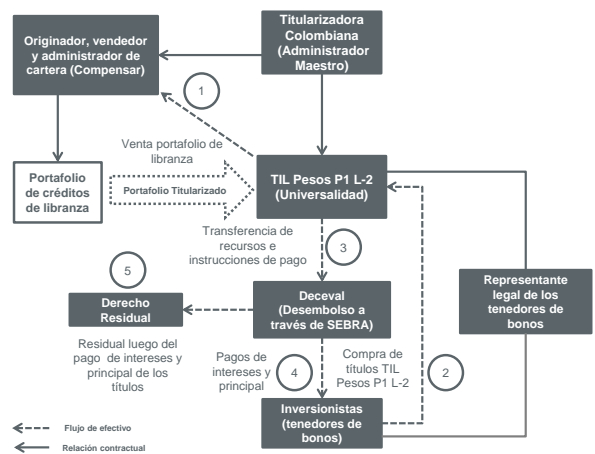 Originador, vendedor
y administrador de
cartera (Compensar)
Titularizadora
Colombiana
(Administrador
Maestro)
1
Venta portafolio de
libranza
Portafolio
de créditos
de libranza
Portafolio Titularizado
TIL Pesos P1 L-2
(Universalidad)
Transferencia de
recursos e
instrucciones de pago
3
5
Derecho
Residual
Deceval
(Desembolso a
través de SEBRA)
Representante
legal de los
tenedores de
bonos
Residual luego del
pago de intereses y
principal de los
títulos
Pagos de
intereses y
principal
4
Compra de
títulos TIL
Pesos P1 L-2
2
Inversionistas
(tenedores de
bonos)
Flujo de efectivo
Relación contractual